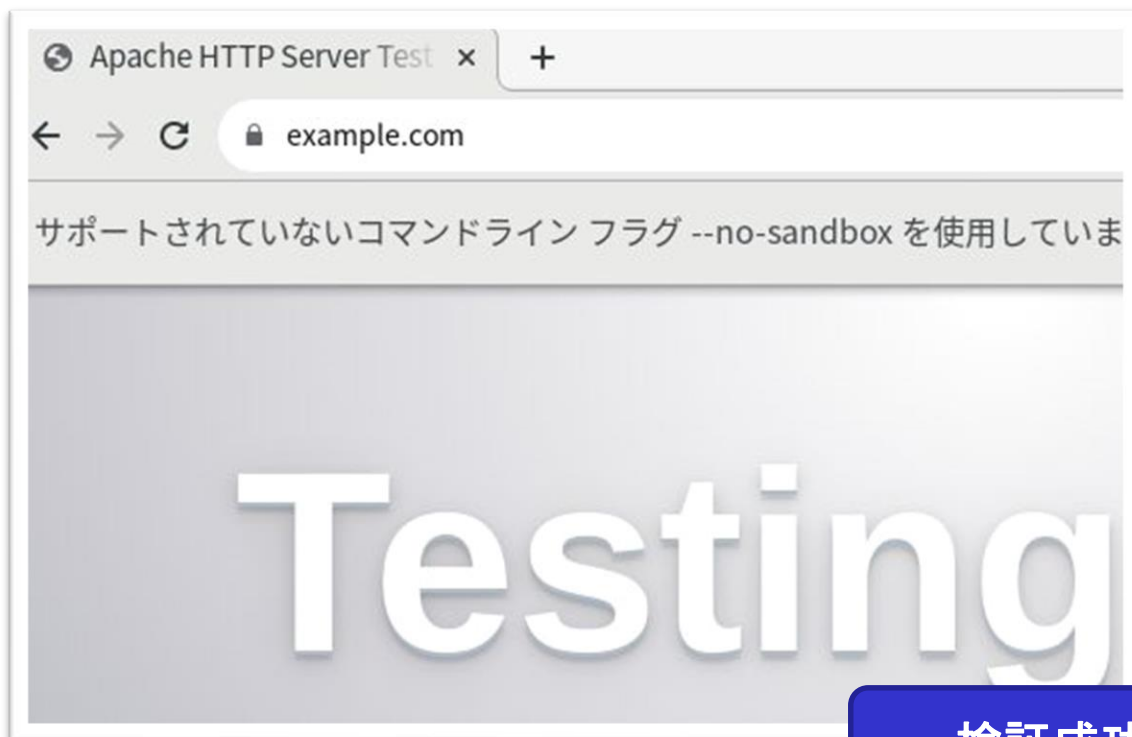 Apache HTTP Server Test
example.com
サポートされていないコマンドライン フラグ --no-sandbox を使用していま
Testing